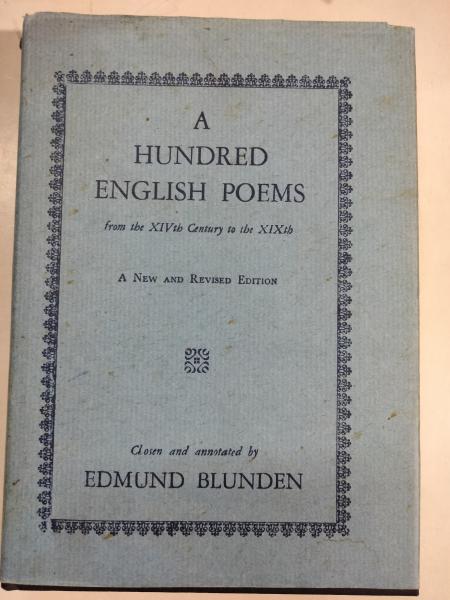 A
HUNDRED
ENGLISH POEMS
from the XIVth Century to the XIXth
A New and Revised Edition
Closen and annotated by
EDMUND BLUNDEN